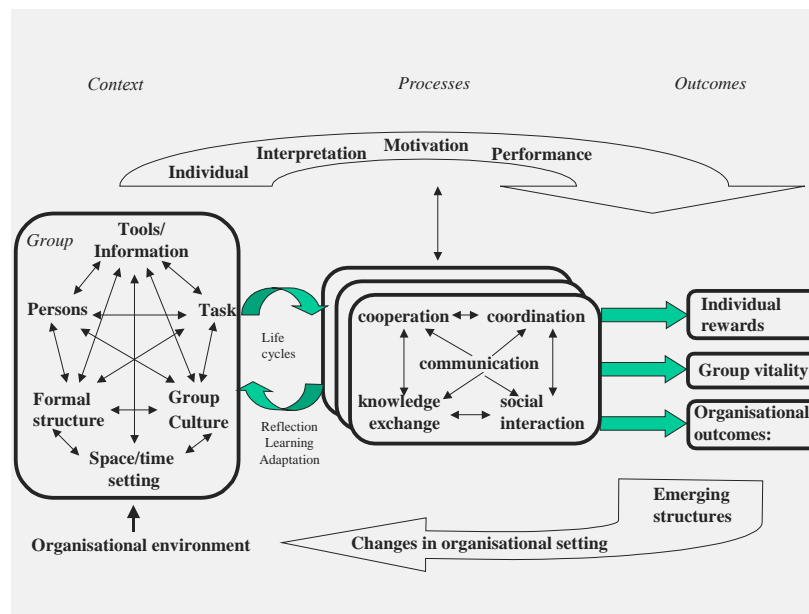 Context
Processes
Outcomes
Individual
Interpretation
Motivation
Performance
Group
Tools/
Information
Persons
Task
Formal
structure
Group
Culture
Space/time
setting
Organisational environment
Life
cycles
Reflection
Learning
Adaptation
cooperation
coordination
communication
knowledge
exchange
social
interaction
Individual
rewards
Group vitality
Organisational
outcomes:
Emerging
structures
Changes in organisational setting